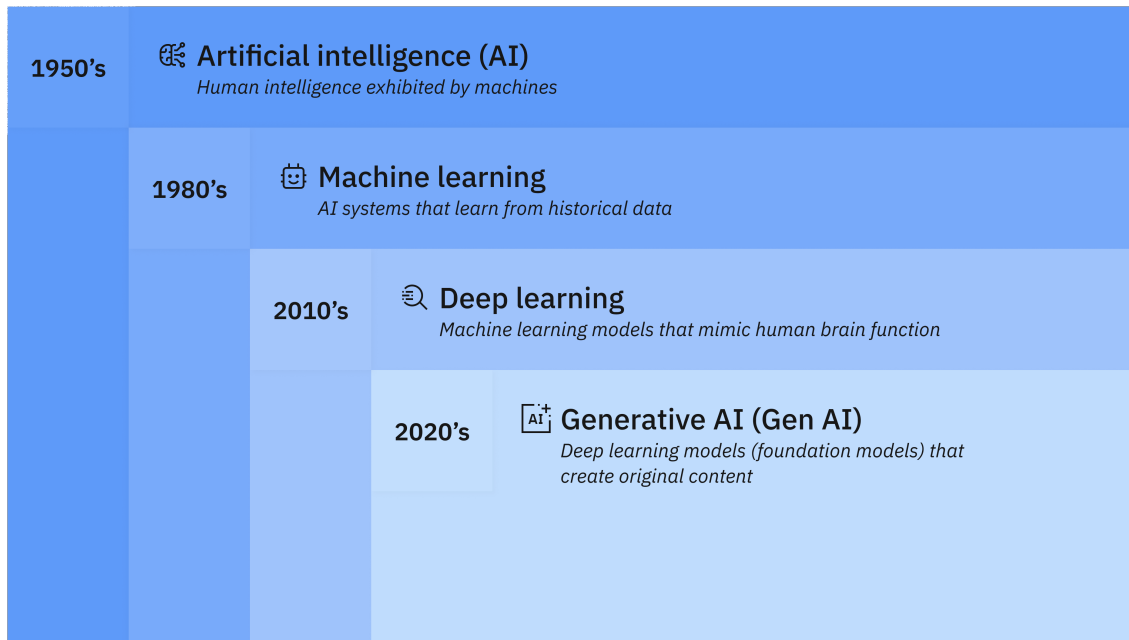 1950’s
Artificial intelligence (AI)
Human intelligence exhibited by machines
1980’s
Machine learning
AI systems that learn from historical data
2010’s
Deep learning
Machine learning models that mimic human brain function
2020’s
AI
Generative AI (Gen AI)
Deep learning models (foundation models) that
create original content